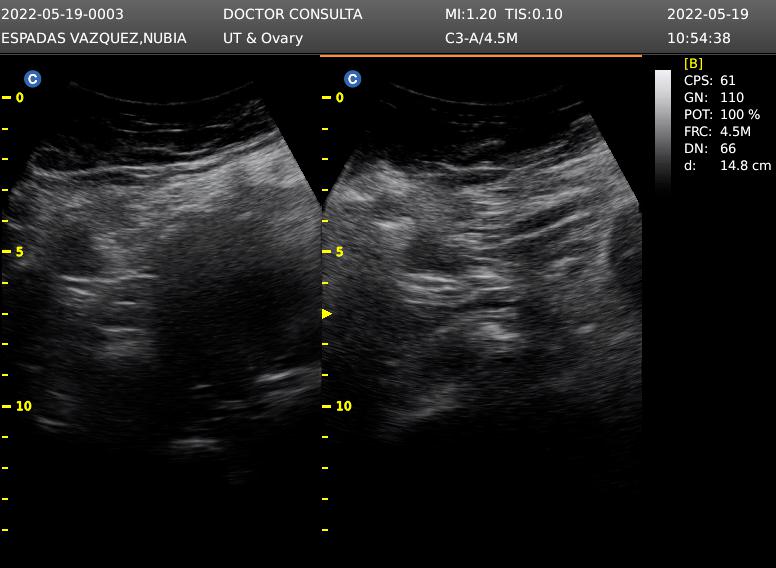 2022-05-19-0003 DOCTOR CONSULTA MI:1.20 TIS:0.10 2022-05-19
ESPADAS VAZQUEZ,NUBIA UT & Ovary C3-A/4.5M 10:54:38
C
0
5
10
C
0
5
10
[B]
CPS: 61
GN: 110
POT: 100 %
FRC: 4.5M
DN: 66
d: 14.8 cm